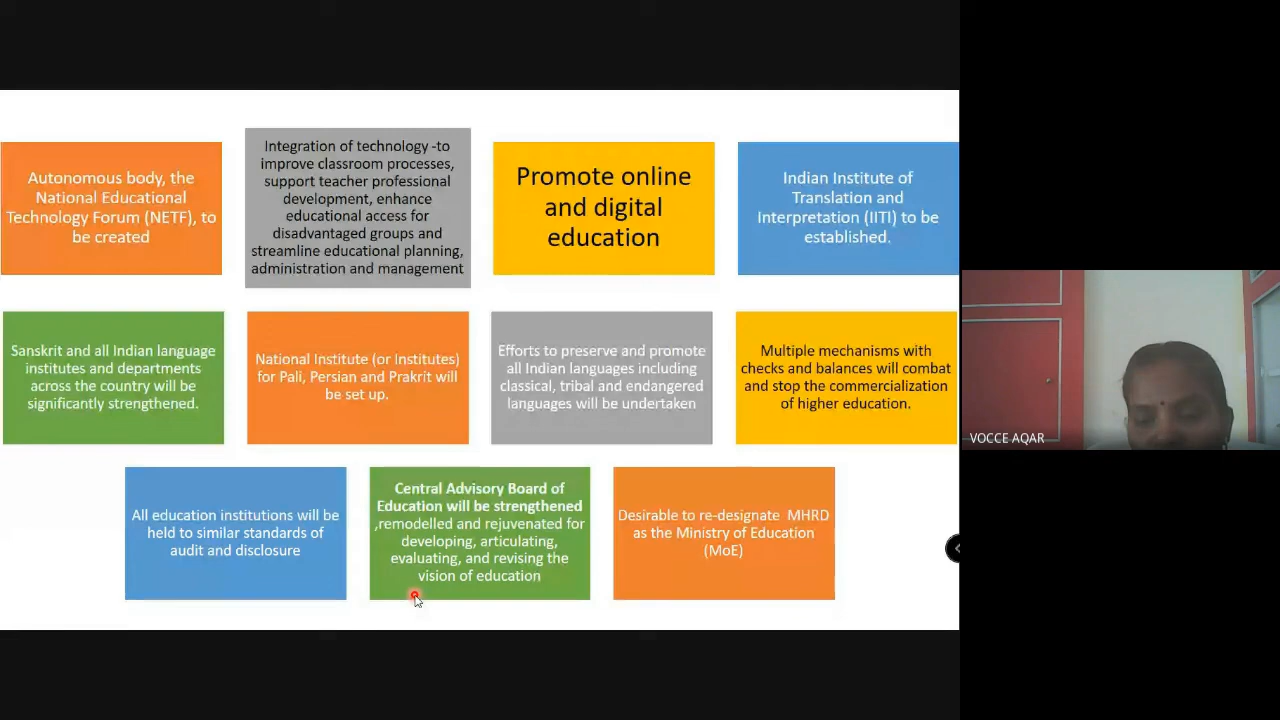 Autonomous body, the
National Educational
Technology Forum (NETF), to
be created
Integration of technology -to
improve classroom processes,
support teacher professional
development, enhance
educational access for
disadvantaged groups and
streamline educational planning,
administration and management
Promote online
and digital
education
Indian Institute of
Translation and
Interpretation (IITI) to be
established.
Sanskrit and all Indian language
institutes and departments
across the country will be
significantly strengthened.
National Institute (or Institutes)
for Pali, Persian and Prakrit will
be set up.
Efforts to preserve and promote
all Indian languages including
classical, tribal and endangered
languages will be undertaken
Multiple mechanisms with
checks and balances will combat
and stop the commercialization
of higher education.
All education institutions will be
held to similar standards of
audit and disclosure
Central Advisory Board of
Education will be strengthened
,remodelled and rejuvenated for
developing, articulating,
evaluating, and revising the
vision of education
Desirable to re-designate MHRD
as the Ministry of Education
(MoE)
VOCCE AQAR